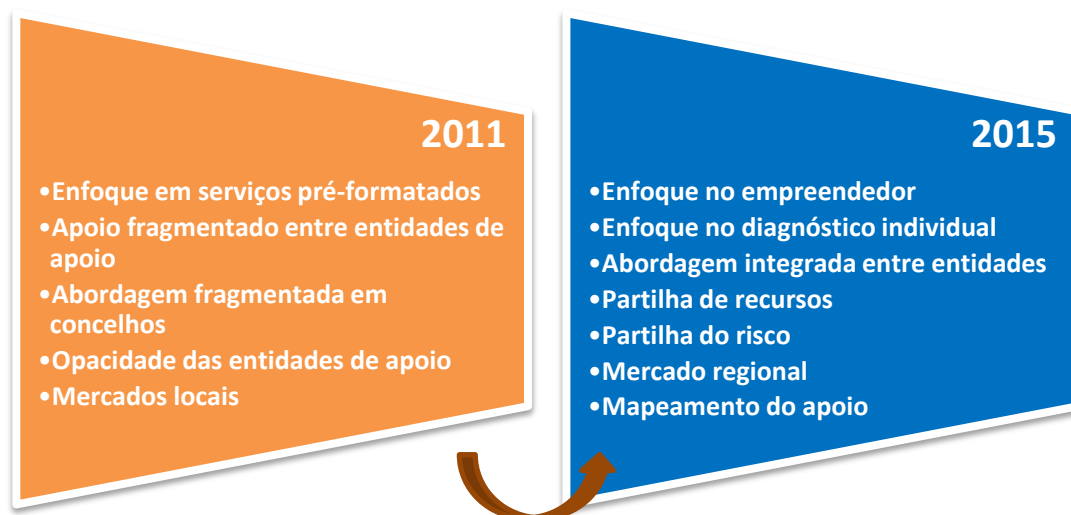 2011
•Enfoque em serviços pré-formatados
•Apoio fragmentado entre entidades de
apoio
•Abordagem fragmentada em
concelhos
•Opacidade das entidades de apoio
•Mercados locais
2015
•Enfoque no empreendedor
•Enfoque no diagnóstico individual
•Abordagem integrada entre entidades
•Partilha de recursos
•Partilha do risco
•Mercado regional
•Mapeamento do apoio